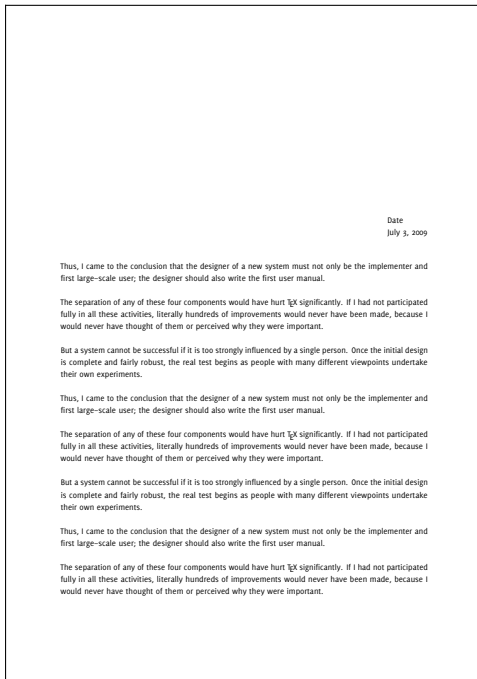 Date
July 3, 2009
Thus, I came to the conclusion that the designer of a new system must not only be the implementer and
first large-scale user; the designer should also write the first user manual.
The separation of any of these four components would have hurt TEX significantly. If I had not participated
fully in all these activities, literally hundreds of improvements would never have been made, because I
would never have thought of them or perceived why they were important.
But a system cannot be successful if it is too strongly influenced by a single person. Once the initial design
is complete and fairly robust, the real test begins as people with many different viewpoints undertake
their own experiments.
Thus, I came to the conclusion that the designer of a new system must not only be the implementer and
first large-scale user; the designer should also write the first user manual.
The separation of any of these four components would have hurt TEX significantly. If I had not participated
fully in all these activities, literally hundreds of improvements would never have been made, because I
would never have thought of them or perceived why they were important.
But a system cannot be successful if it is too strongly influenced by a single person. Once the initial design
is complete and fairly robust, the real test begins as people with many different viewpoints undertake
their own experiments.
Thus, I came to the conclusion that the designer of a new system must not only be the implementer and
first large-scale user; the designer should also write the first user manual.
The separation of any of these four components would have hurt TEX significantly. If I had not participated
fully in all these activities, literally hundreds of improvements would never have been made, because I
would never have thought of them or perceived why they were important.